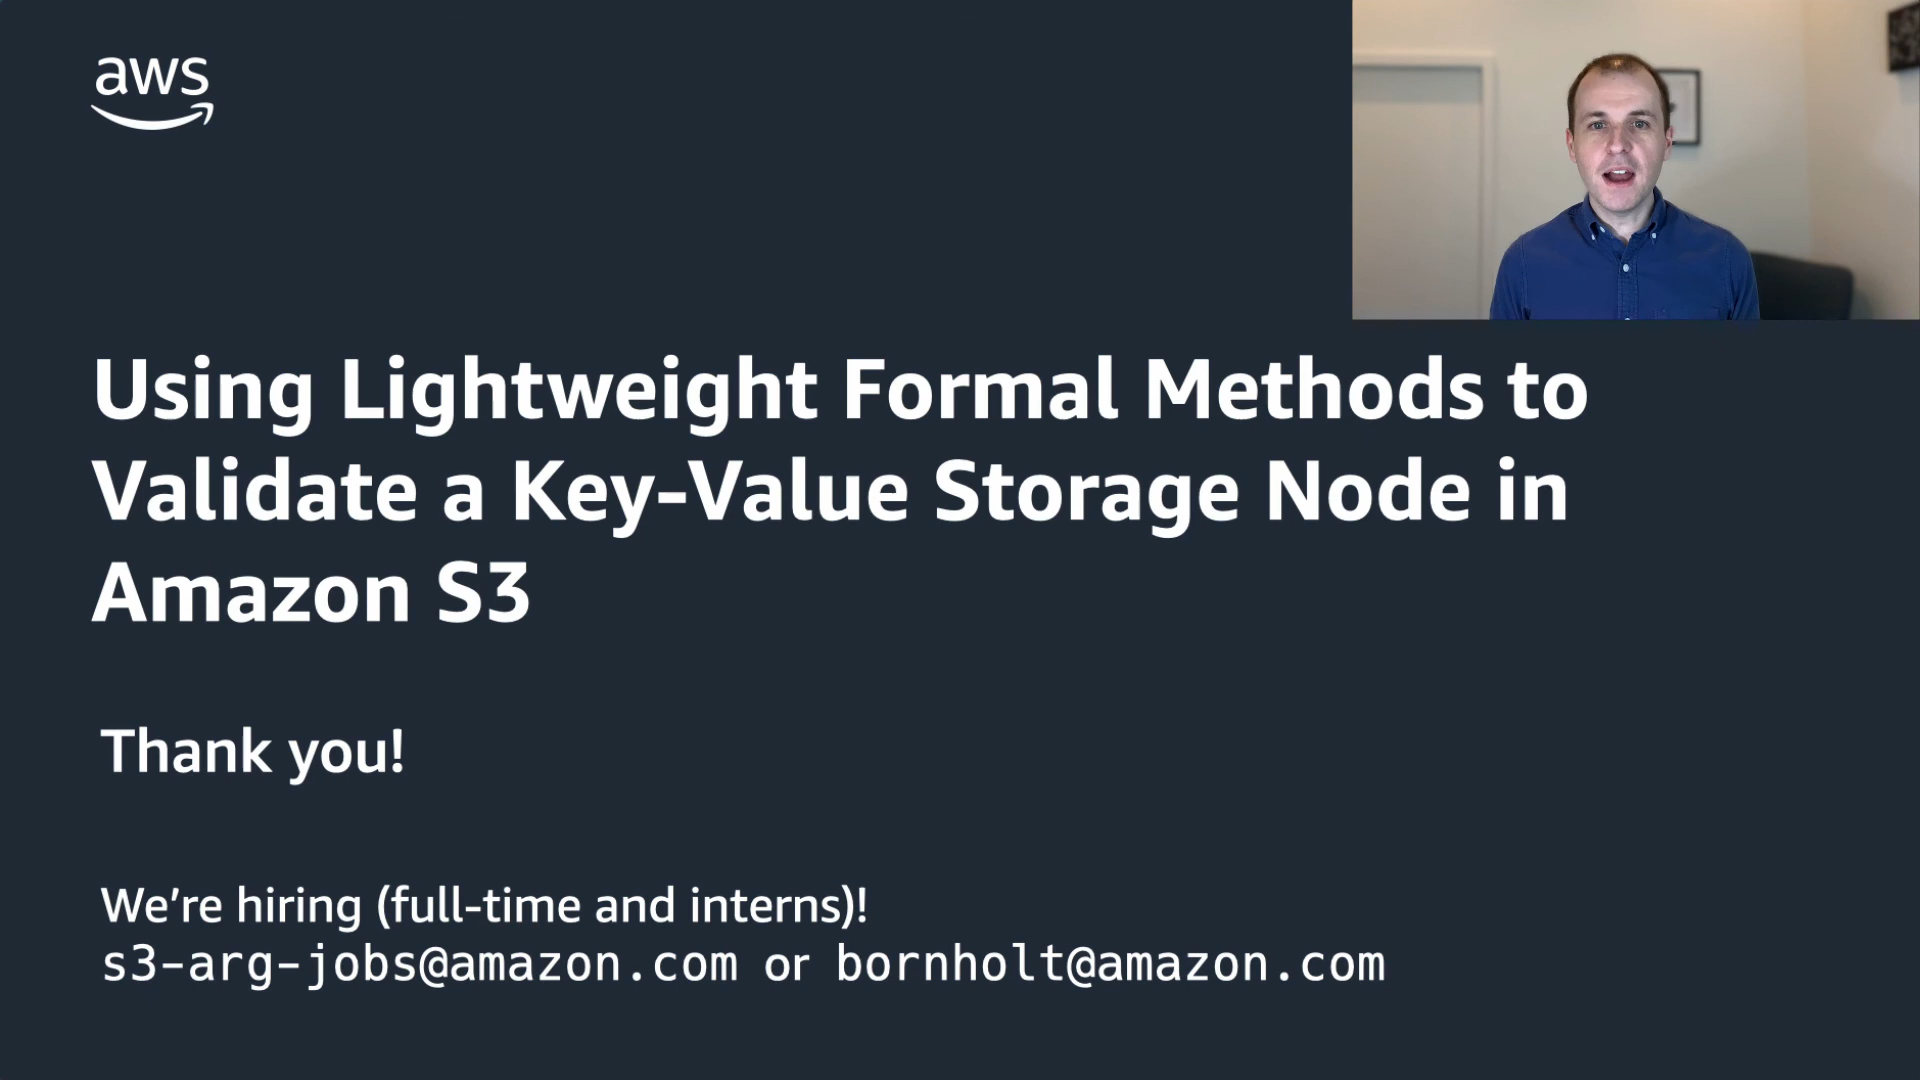 aws
Using Lightweight Formal Methods to
Validate a Key-Value Storage Node in
Amazon S3
Thank you!
We’re hiring (full-time and interns)!
s3-arg-jobs@amazon.com or bornholt@amazon.com